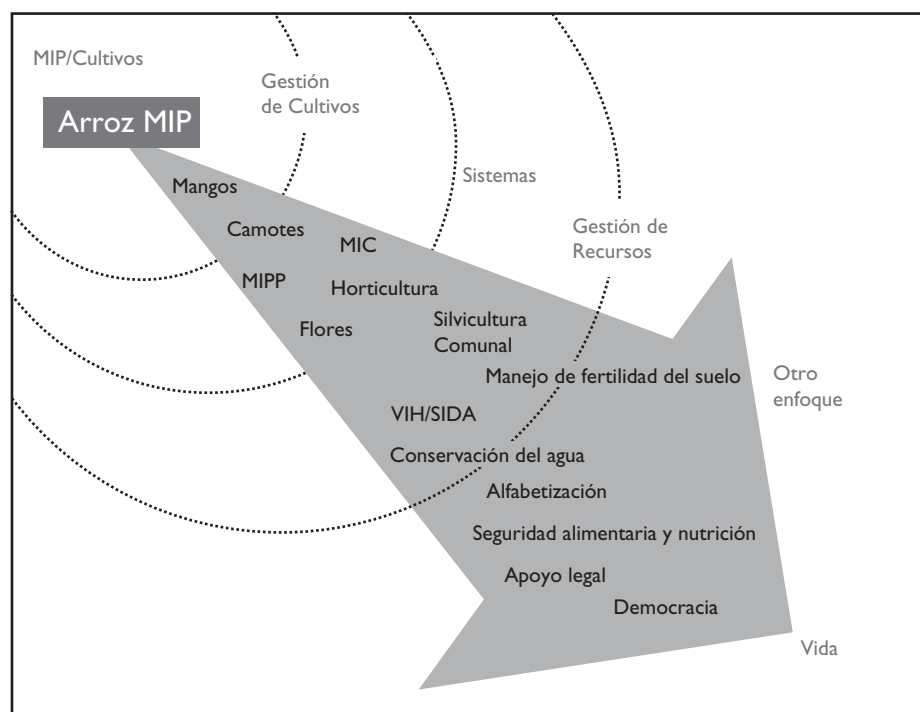 MIP/Cultivos
Gestión
de Cultivos
Arroz MIP
Sistemas
Mangos
Camotes
MIC
Gestión de
Recursos
MIPP
Horticultura
Flores
Silvicultura
Comunal
Manejo de fertilidad del suelo
Otro
enfoque
VIH/SIDA
Conservación del agua
Alfabetización
Seguridad alimentaria y nutrición
Apoyo legal
Democracia
Vida